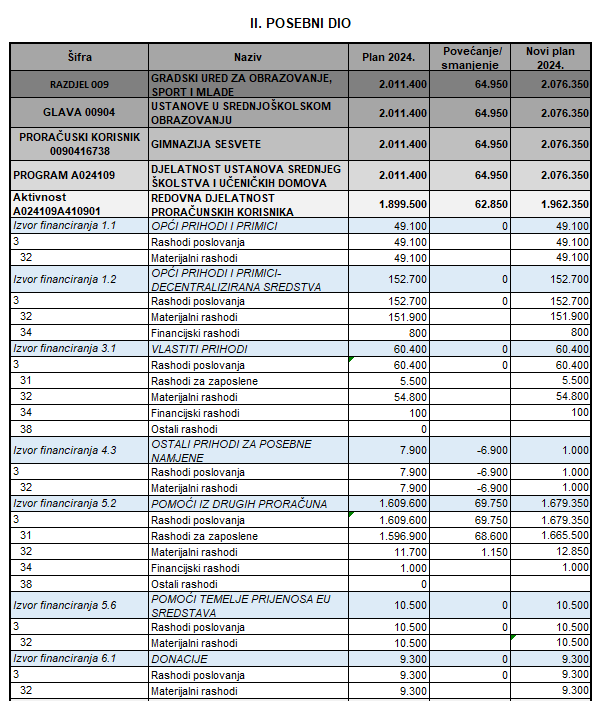 II. POSEBNI DIO
Šifra Naziv Plan 2024. Povećanje/ smanjenje Novi plan 2024.
RAZDJEL 009 GRADSKI URED ZA OBRAZOVANJE, SPORT I MLADE 2.011.400 64.950 2.076.350
GLAVA 00904 USTANOVE U SREDNJOŠKOLSKOM OBRAZOVANJU 2.011.400 64.950 2.076.350
PRORAČUSKI KORISNIK 0090416738 GIMNAZIJA SESVETE 2.011.400 64.950 2.076.350
PROGRAM A024109 DJELATNOST USTANOVA SREDNJEG ŠKOLSTVA I UČENIČKIH DOMOVA 2.011.400 64.950 2.076.350
Aktivnost A024109A410901 REDOVNA DJELATNOST PRORAČUNSKIH KORISNIKA 1.899.500 62.850 1.962.350
Izvor financiranja 1.1 OPĆI PRIHODI I PRIMICI 49.100 0 49.100
3 Rashodi poslovanja 49.100 0 49.100
32 Materijalni rashodi 49.100 49.100
Izvor financiranja 1.2 OPĆI PRIHODI I PRIMICI- DECENTRALIZIRANA SREDSTVA 152.700 0 152.700
3 Rashodi poslovanja 152.700 0 152.700
32 Materijalni rashodi 151.900 151.900
34 Financijski rashodi 800 800
Izvor financiranja 3.1 VLASTITI PRIHODI 60.400 0 60.400
3 Rashodi poslovanja 60.400 0 60.400
31 Rashodi za zaposlene 5.500 5.500
32 Materijalni rashodi 54.800 54.800
34 Financijski rashodi 100 100
38 Ostali rashodi 0
Izvor financiranja 4.3 OSTALI PRIHODI ZA POSEBNE NAMJENE 7.900 -6.900 1.000
3 Rashodi poslovanja 7.900 -6.900 1.000
32 Materijalni rashodi 7.900 -6.900 1.000
Izvor financiranja 5.2 POMOĆI IZ DRUGIH PRORAČUNA 1.609.600 69.750 1.679.350
3 Rashodi poslovanja 1.609.600 69.750 1.679.350
31 Rashodi za zaposlene 1.596.900 68.600 1.665.500
32 Materijalni rashodi 11.700 1.150 12.850
34 Financijski rashodi 1.000 1.000
38 Ostali rashodi 0
Izvor financiranja 5.6 POMOĆI TEMELJE PRIJENOSA EU SREDSTAVA 10.500 0 10.500
3 Rashodi poslovanja 10.500 0 10.500
32 Materijalni rashodi 10.500 10.500
Izvor financiranja 6.1 DONACIJE 9.300 0 9.300
3 Rashodi poslovanja 9.300 0 9.300
32 Materijalni rashodi 9.300 9.300